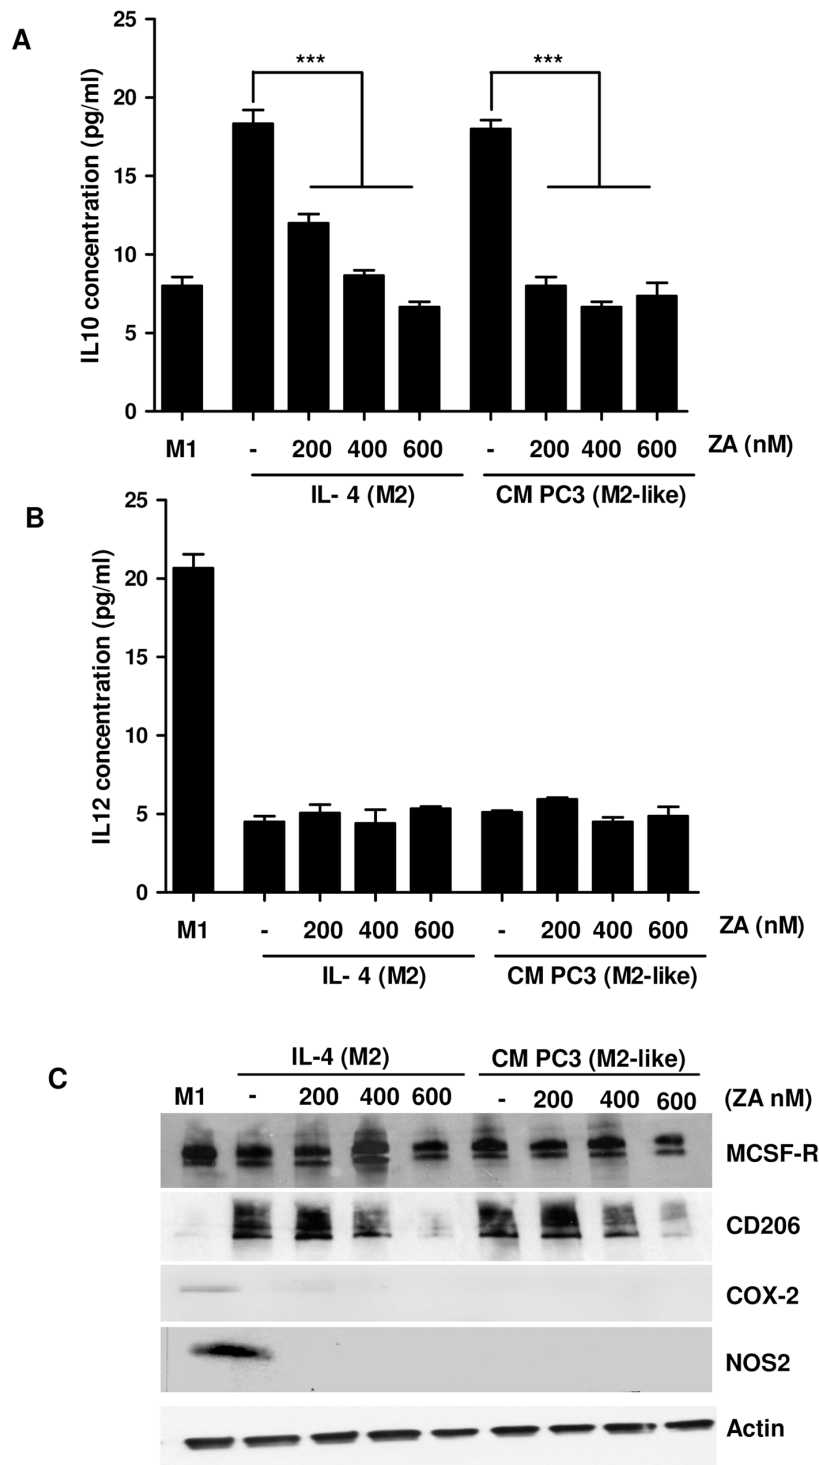 A
IL10 concentration (pg/ml)
25
20
15
10
5
0
***
***
M1 - 200 400 600 - 200 400 600 ZA (nM)
IL- 4 (M2) CM PC3 (M2-like)
B
IL12 concentration (pg/ml)
25
20
15
10
5
0
M1 - 200 400 600 - 200 400 600 ZA (nM)
IL- 4 (M2) CM PC3 (M2-like)
C
IL-4 (M2) CM PC3 (M2-like)
M1 - 200 400 600 - 200 400 600 (ZA nM)
MCSF-R
CD206
COX-2
NOS2
Actin